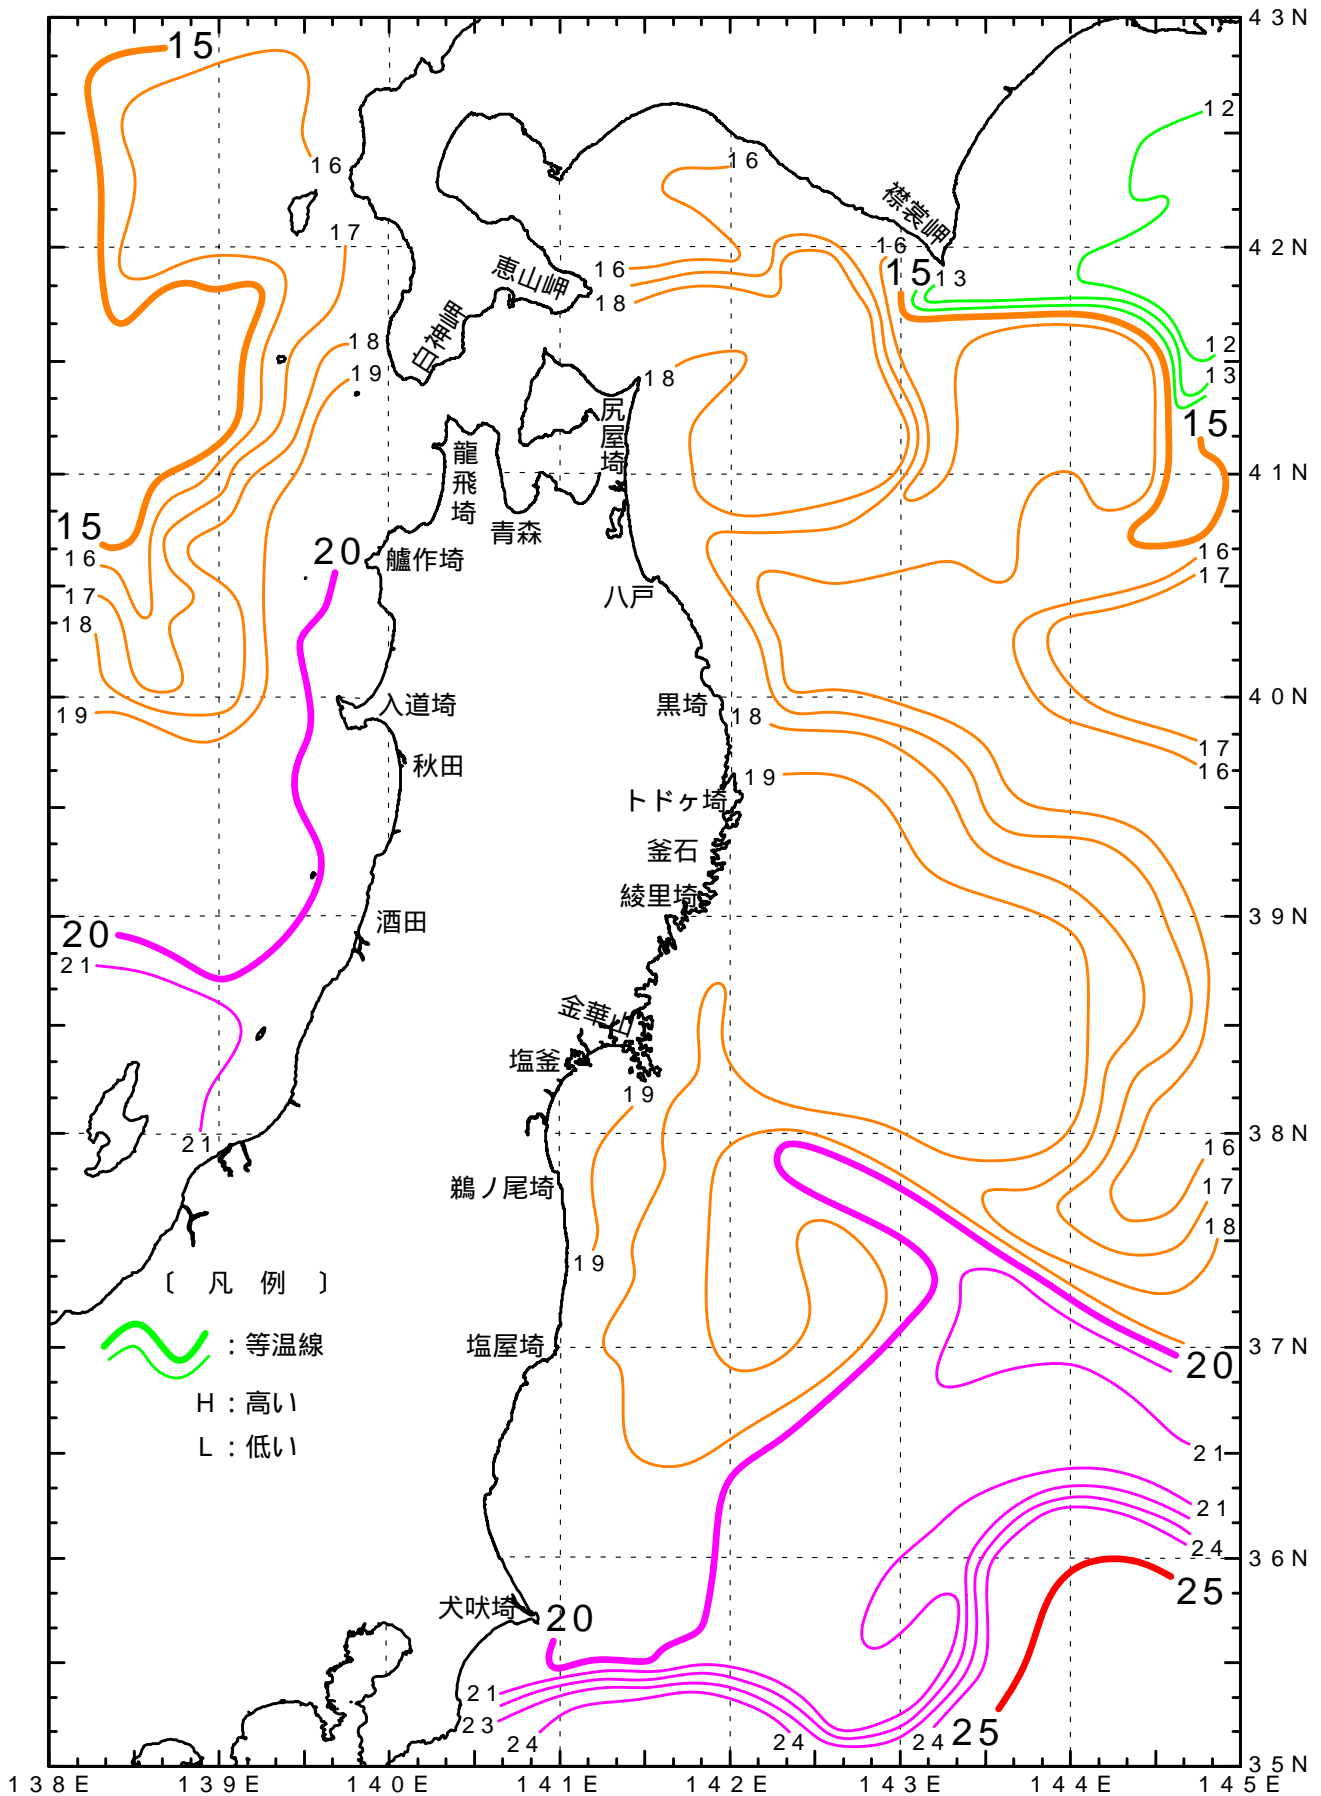 43N
15
12
16
16
襟裳岬
17
42N
16
恵山岬
16
15
13
18
白神岬
18
12
19
18
13
尻屋埼
15
龍飛埼
41N
15
青森
20
艫作埼
16
16
17
17
八戸
18
入道埼
黒埼
40N
19
18
17
秋田
16
19
トドヶ埼
釜石
綾里埼
39N
酒田
20
21
金華山
塩釜
19
38N
21
16
鵜ノ尾埼
17
18
19
〔 凡 例 〕
:等温線
塩屋埼
37N
20
H:高い
L:低い
21
21
24
36N
25
犬吠埼
20
21
23
24
24
24
25
35N
138E
139E
140E
141E
142E
143E
144E
145E